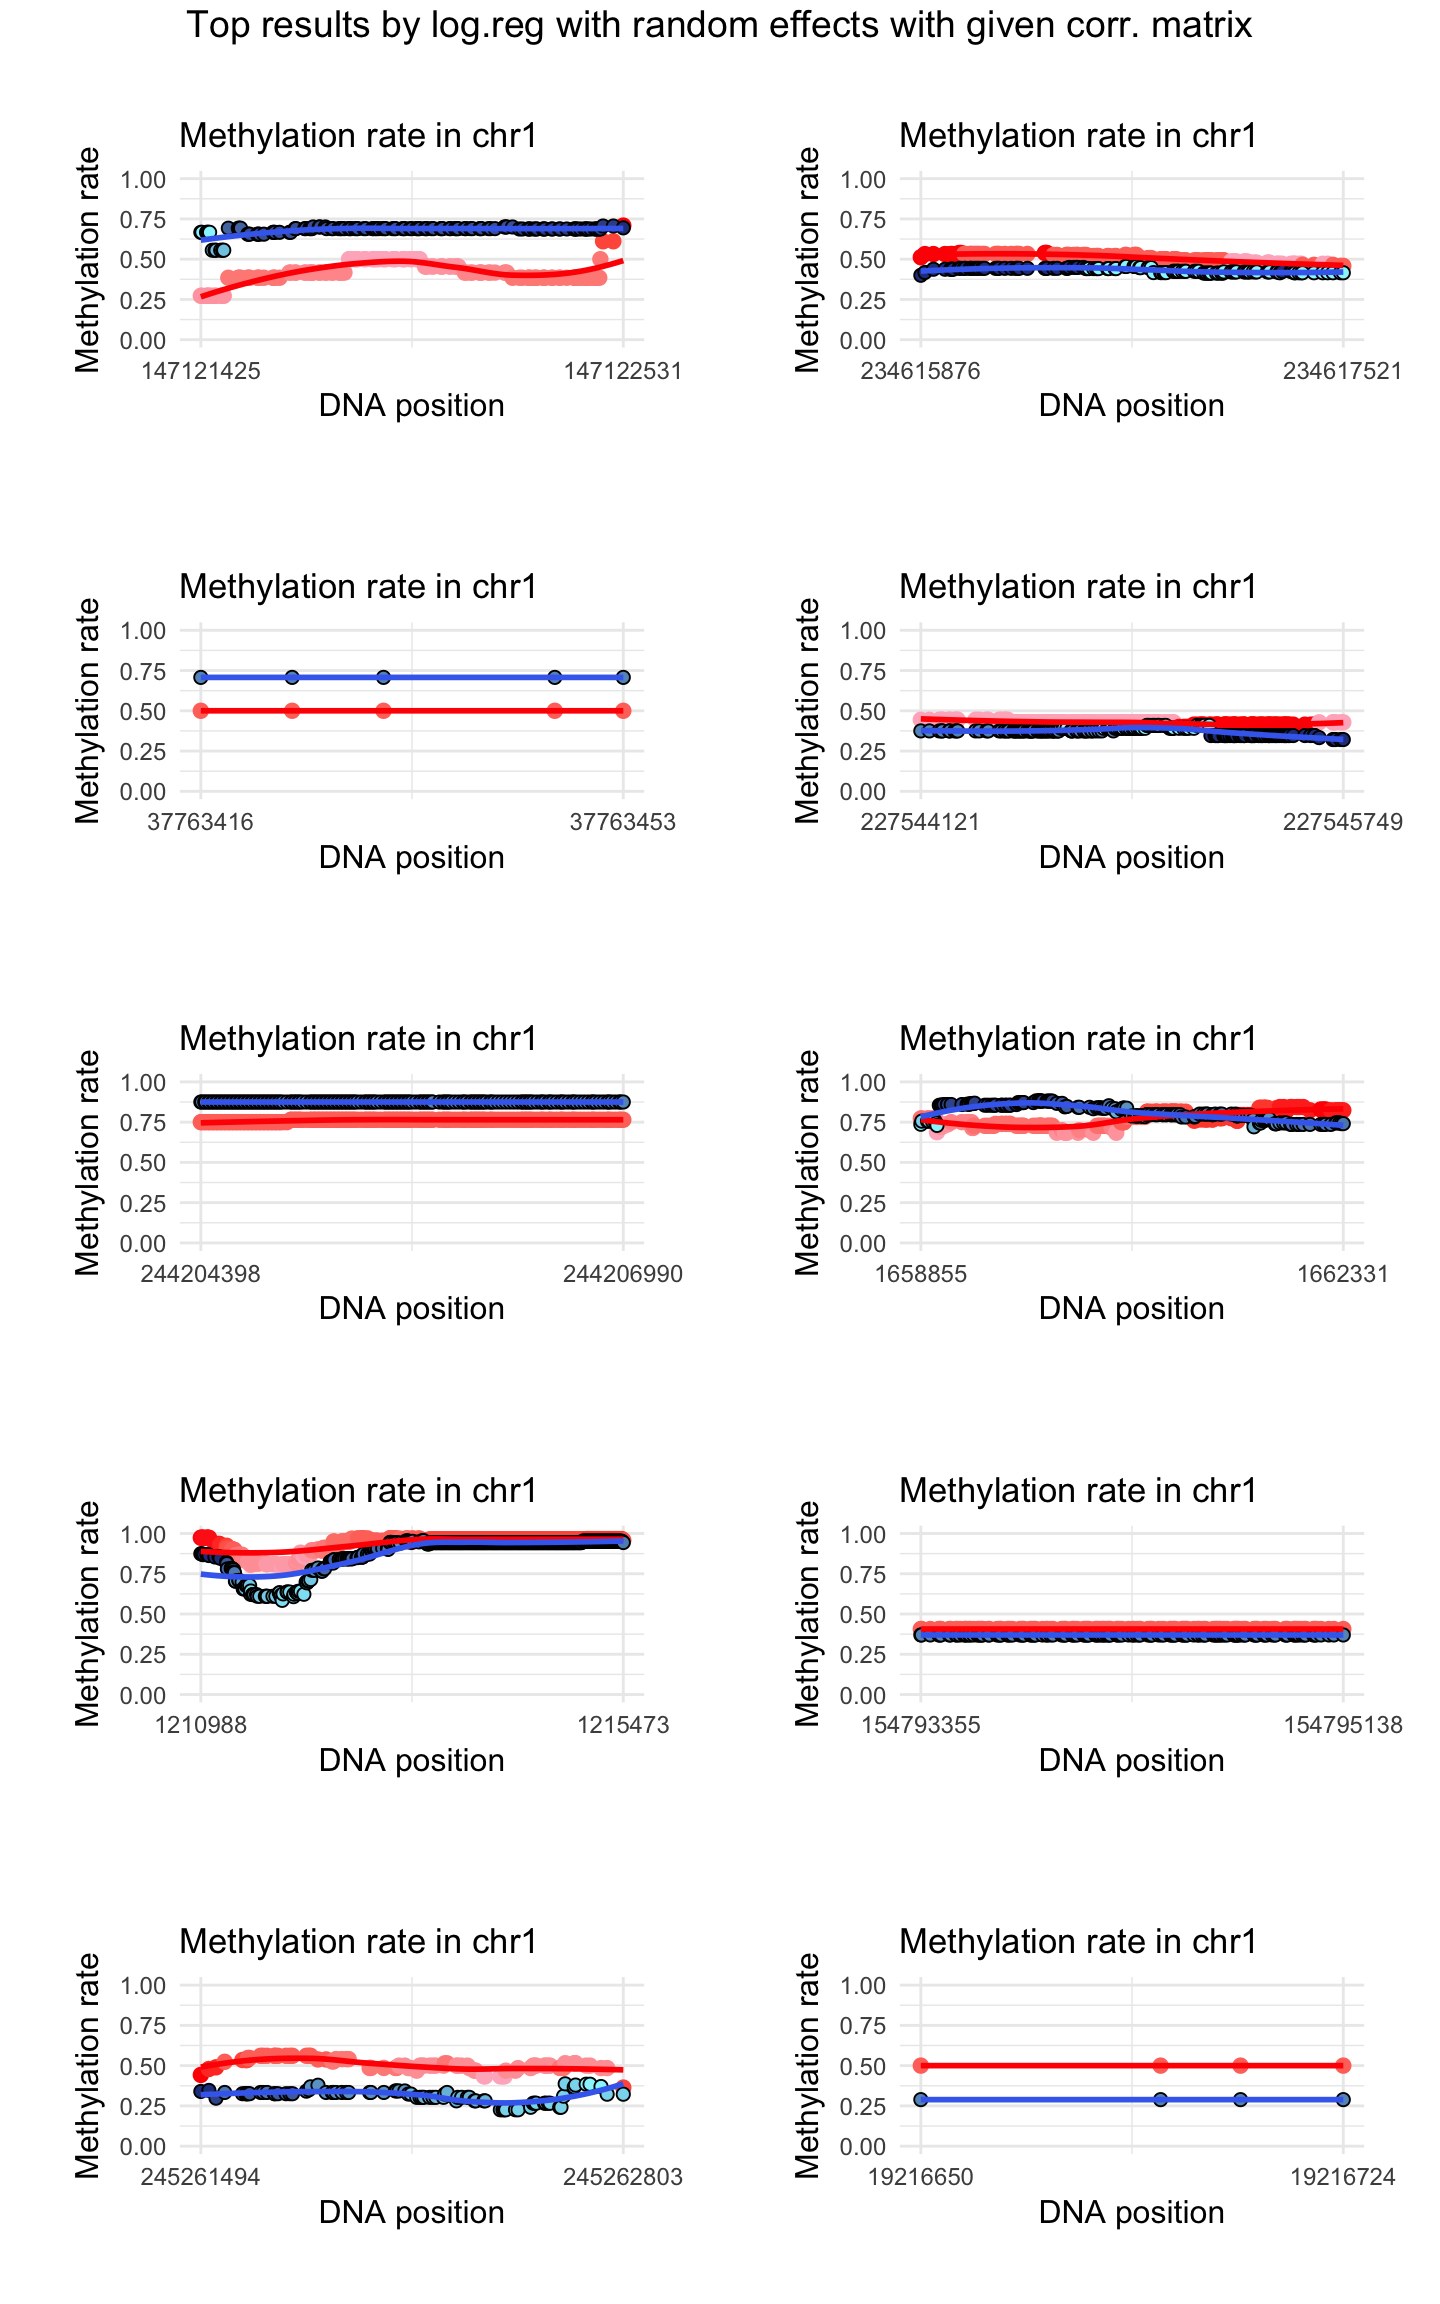 Top results by log.reg with random effects with given corr. matrix
Methylation rate in chr1
Methylation rate
1.00
0.75
0.50
0.25
0.00
147121425 147122531
DNA position
Methylation rate in chr1
Methylation rate
1.00
0.75
0.50
0.25
0.00
234615876 234617521
DNA position
Methylation rate in chr1
Methylation rate
1.00
0.75
0.50
0.25
0.00
37763416 37763453
DNA position
Methylation rate in chr1
Methylation rate
1.00
0.75
0.50
0.25
0.00
227544121 227545749
DNA position
Methylation rate in chr1
Methylation rate
1.00
0.75
0.50
0.25
0.00
244204398 244206990
DNA position
Methylation rate in chr1
Methylation rate
1.00
0.75
0.50
0.25
0.00
1658855 1662331
DNA position
Methylation rate in chr1
Methylation rate
1.00
0.75
0.50
0.25
0.00
1210988 1215473
DNA position
Methylation rate in chr1
Methylation rate
1.00
0.75
0.50
0.25
0.00
154793355 154795138
DNA position
Methylation rate in chr1
Methylation rate
1.00
0.75
0.50
0.25
0.00
245261494 245262803
DNA position
Methylation rate in chr1
Methylation rate
1.00
0.75
0.50
0.25
0.00
19216650 19216724
DNA position